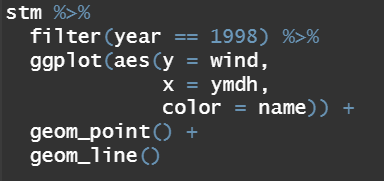 stm %>%
  filter(year == 1998) %>%
  ggplot(aes(y = wind,
             x = ymdh,
             color = name)) +
  geom_point() +
  geom_line()